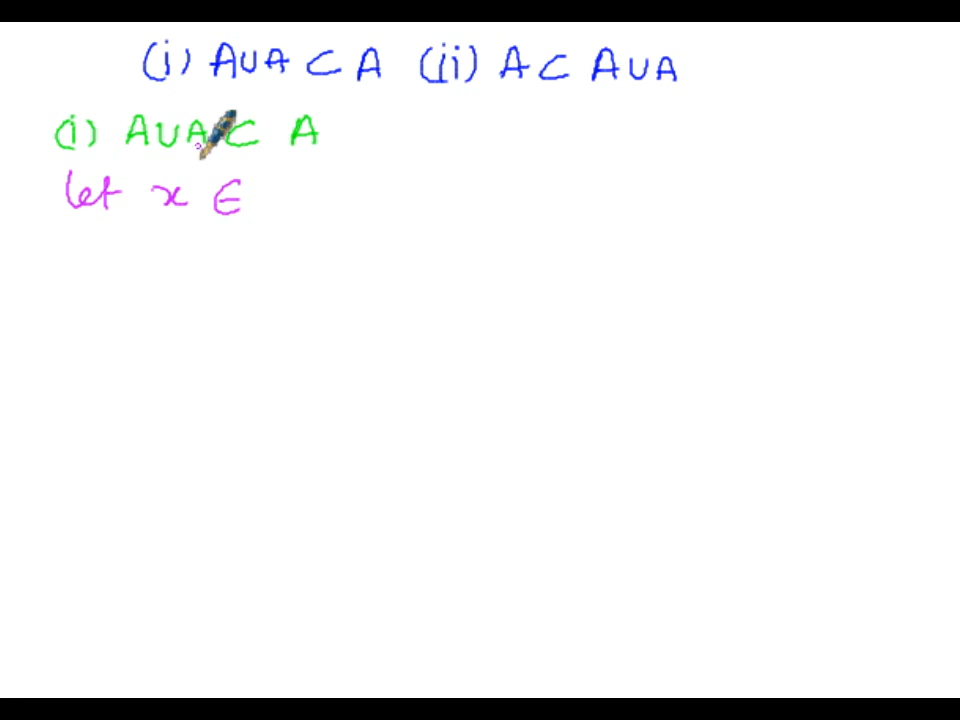 (i) A∪A ⊂ A (ii) A ⊂ A∪A
(i) A∪A ⊂ A
let x ∈